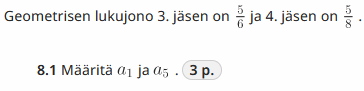 Geometrisen lukujono 3. jäsen on 5/6 ja 4. jäsen on 5/8 .
8.1 Määritä a₁ ja a₅ . 3 p.